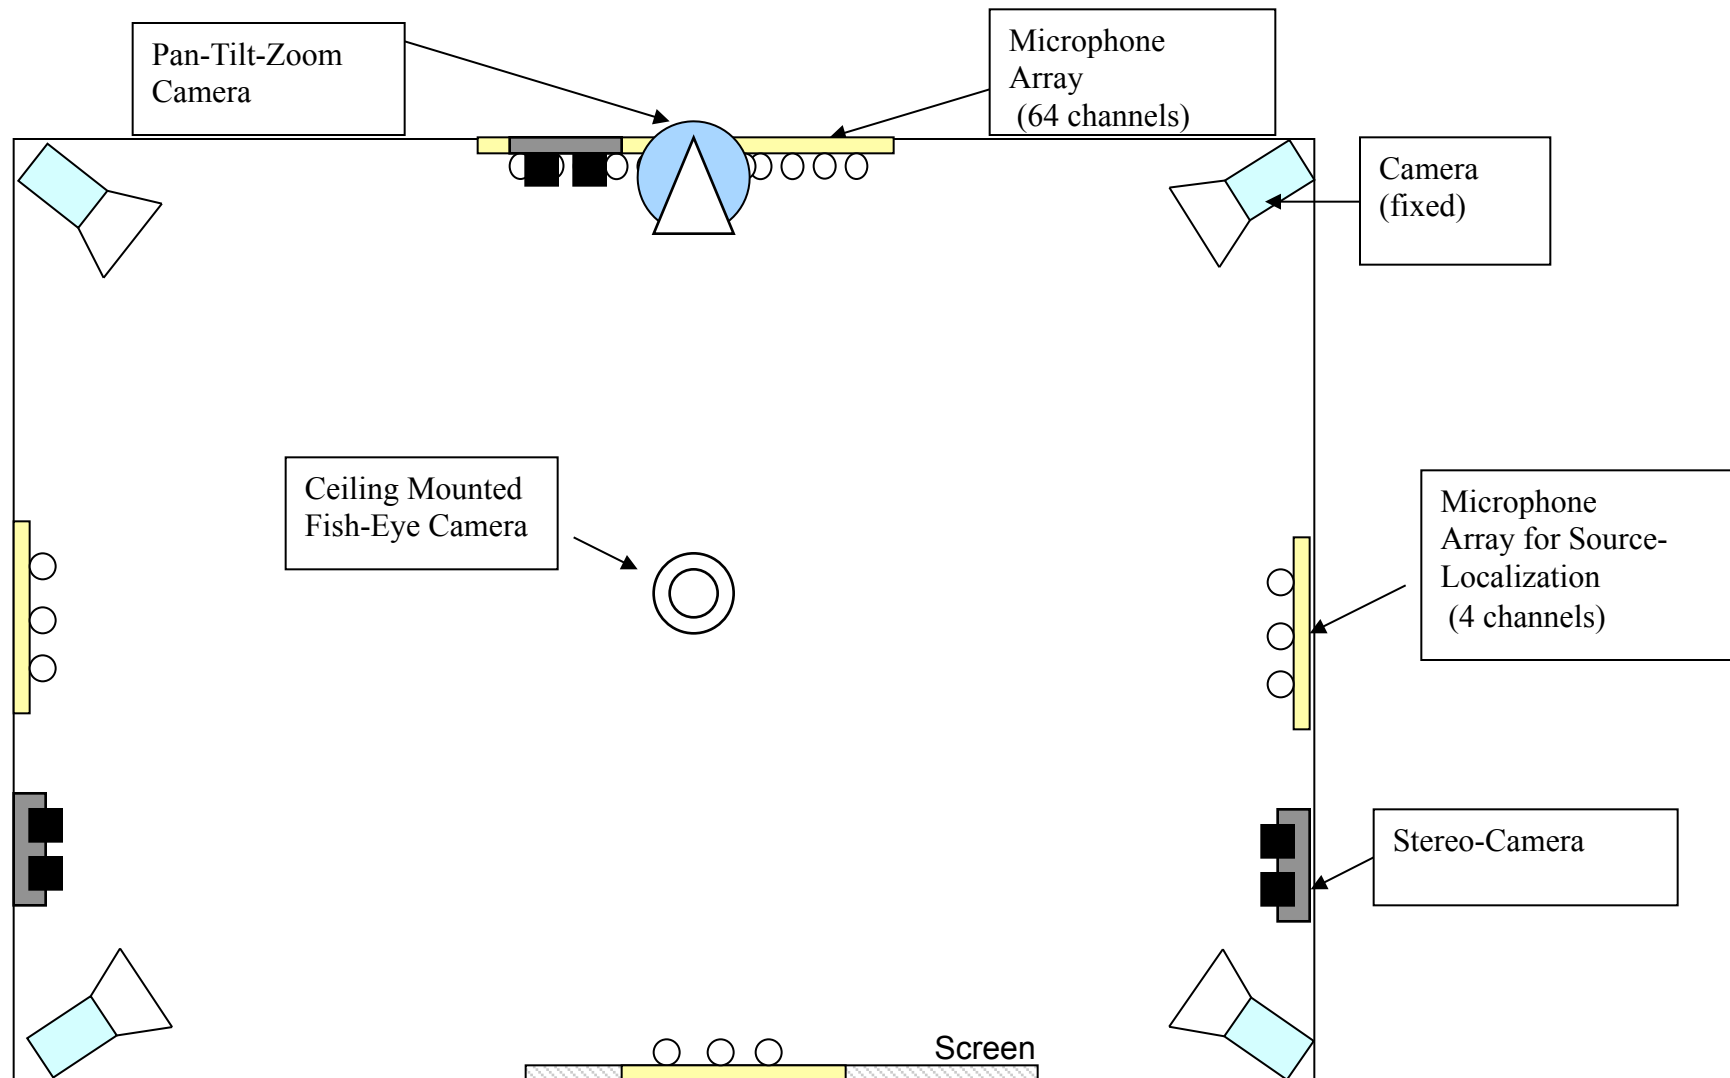 Pan-Tilt-Zoom
Camera
Microphone
Array
(64 channels)
Camera
(fixed)
Ceiling Mounted
Fish-Eye Camera
Microphone
Array for Source-
Localization
(4 channels)
Stereo-Camera
Screen